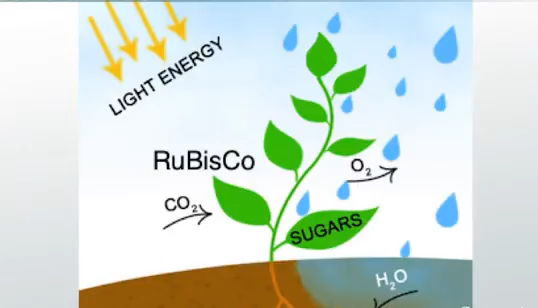 LIGHT ENERGY
RuBisCo
O₂
CO₂
SUGARS
H₂O